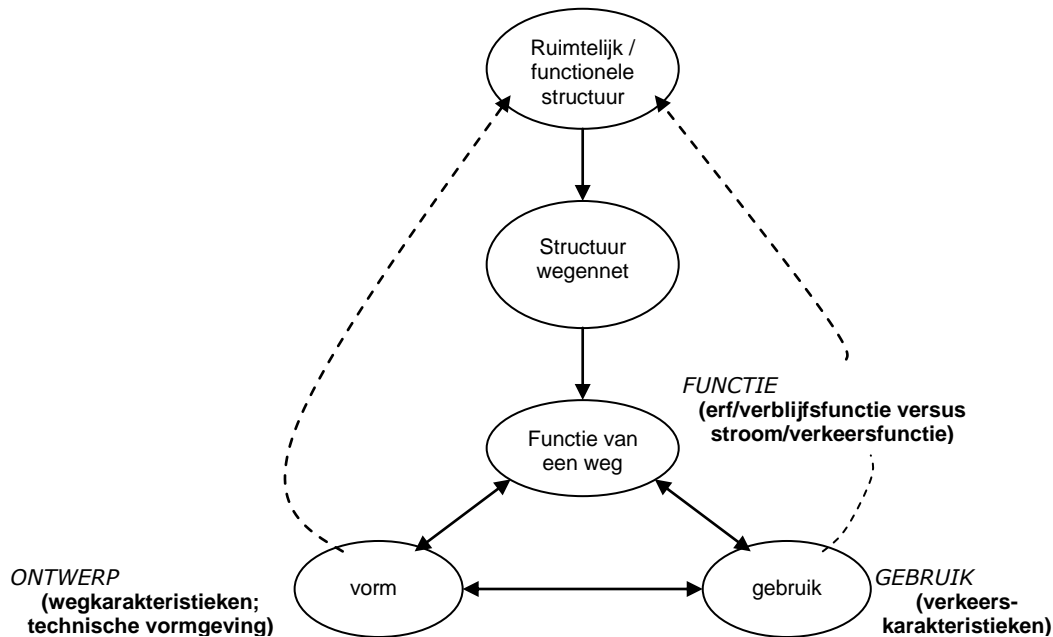 Ruimtelijk /
functionele
structuur
Structuur
wegennet
FUNCTIE
(erf/verblijfsfunctie versus
stroom/verkeersfunctie)
Functie van
een weg
ONTWERP
(wegkarakteristieken;
technische vormgeving)
vorm
gebruik
GEBRUIK
(verkeers-
karakteristieken)